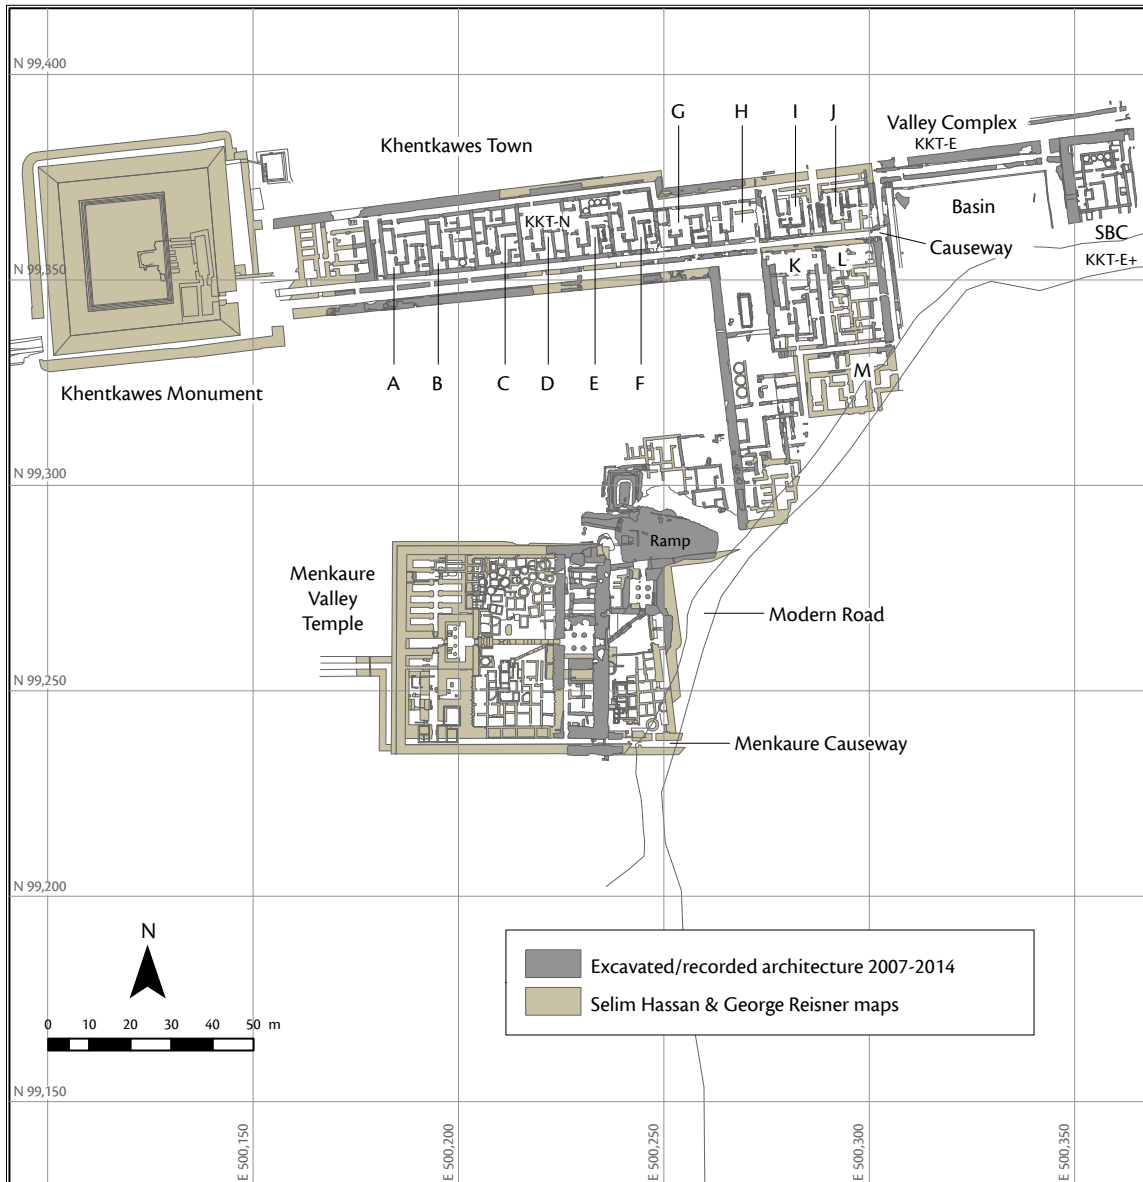 N 99,400
G
H
I
J
Valley Complex
KKT-E
Khentkawes Town
Basin
KKT-N
SBC
Causeway
KKT-E+
K
L
N 99,350
A
B
C
D
E
F
M
Khentkawes Monument
N 99,300
Ramp
Menkaure
Valley
Temple
Modern Road
N 99,250
Menkaure Causeway
N 99,200
N
Excavated/recorded architecture 2007-2014
Selim Hassan & George Reisner maps
0 10 20 30 40 50 m
N 99,150
E 500,150
E 500,200
E 500,250
E 500,300
E 500,350